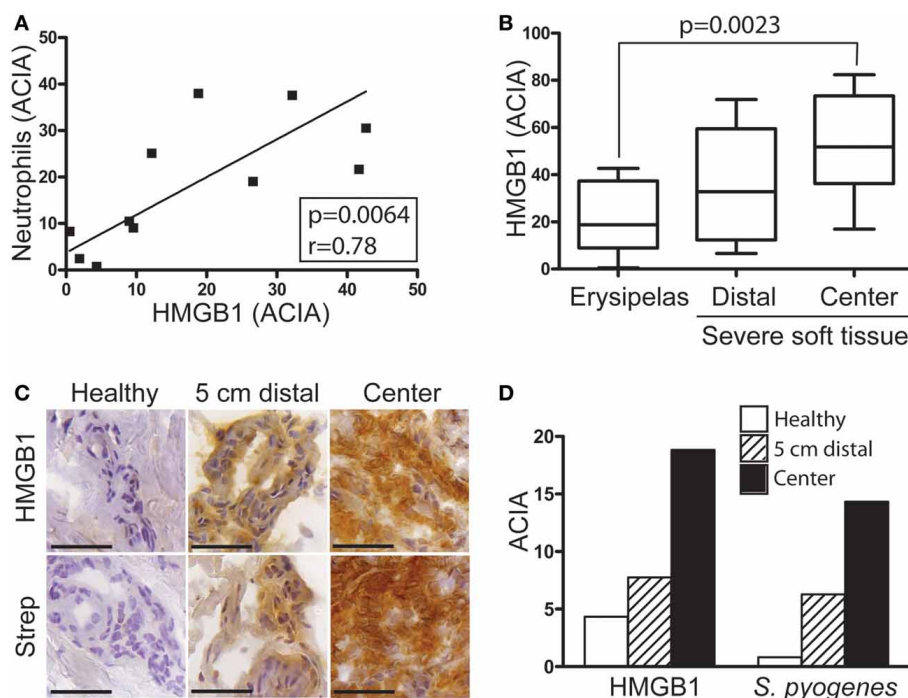 A
Neutrophils (ACIA)
50
40
30
20
10
0
0 10 20 30 40 50
HMGB1 (ACIA)
p=0.0064
r=0.78
B
p=0.0023
HMGB1 (ACIA)
100
80
60
40
20
0
Erysipelas Distal Center
Severe soft tissue
C
Healthy 5 cm distal Center
HMGB1
Strep
D
Healthy
5 cm distal
Center
ACIA
20
15
10
5
0
HMGB1 S. pyogenes